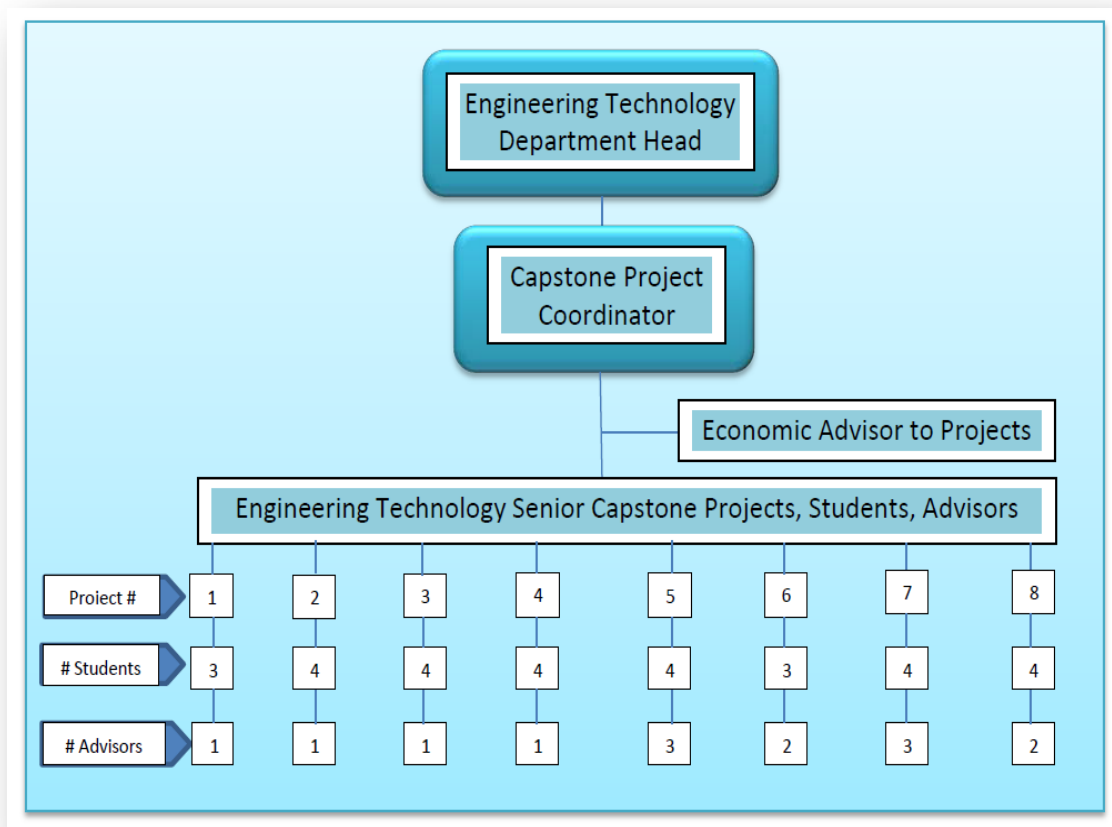 Engineering Technology
Department Head
Capstone Project
Coordinator
Economic Advisor to Projects
Engineering Technology Senior Capstone Projects, Students, Advisors
Proiect # 1 2 3 4 5 6 7 8
# Students 3 4 4 4 4 3 4 4
# Advisors 1 1 1 1 3 2 3 2